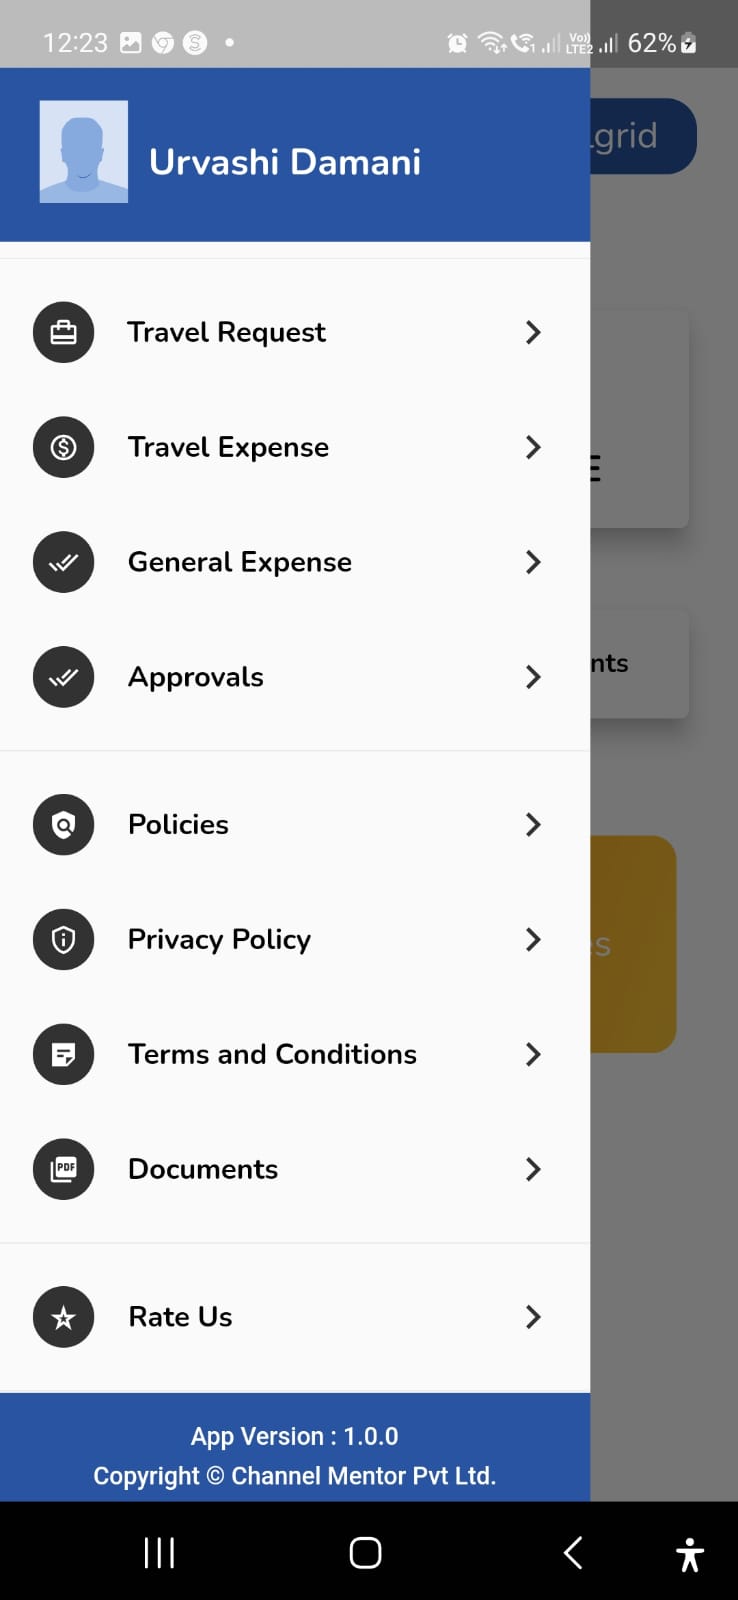 12:23 Vo)) LTE2 62%
grid
Urvashi Damani
Travel Request
Travel Expense
E
General Expense
Approvals
nts
Policies
Privacy Policy
s
Terms and Conditions
Documents
PDF
Rate Us
App Version : 1.0.0
Copyright © Channel Mentor Pvt Ltd.